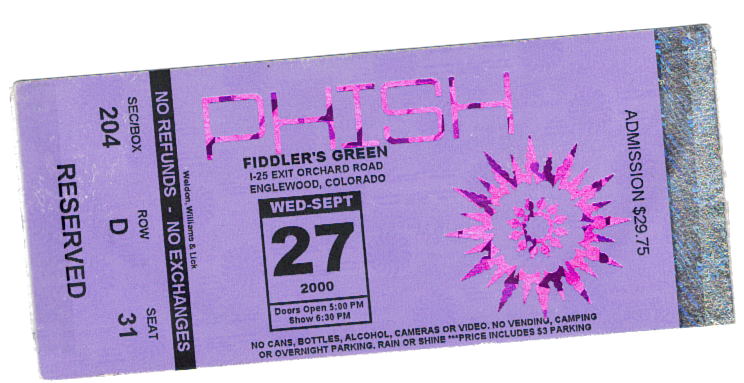 PHISH
FIDDLER'S GREEN
I-25 EXIT ORCHARD ROAD
ENGLEWOOD, COLORADO
WED-SEPT
27
2000
Doors Open 5:00 PM
Show 6:30 PM
NO CANS, BOTTLES, ALCOHOL, CAMERAS OR VIDEO. NO VENDING, CAMPING
OR OVERNIGHT PARKING. RAIN OR SHINE ***PRICE INCLUDES $3 PARKING
ADMISSION $29.75
Weldon, Williams & Lick
NO REFUNDS - NO EXCHANGES
SEC/BOX ROW SEAT
204 D 31
RESERVED